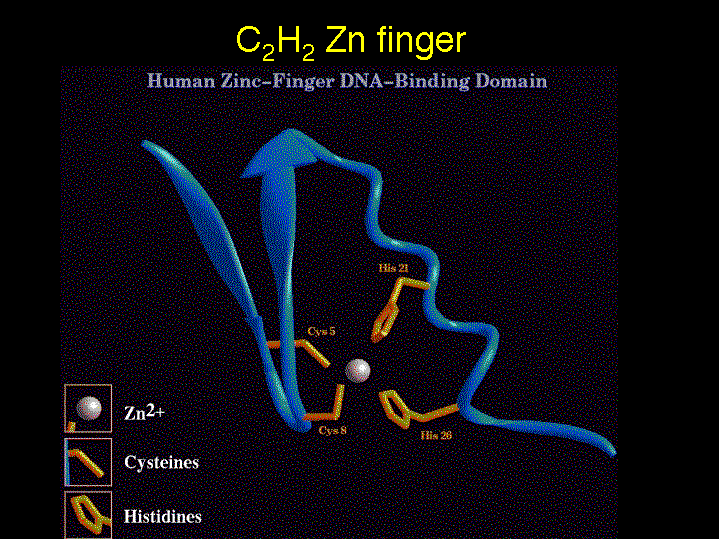 C₂H₂ Zn finger
Human Zinc-Finger DNA-Binding Domain
His 21
Cys 5
Cys 8
His 26
Zn2+
Cysteines
Histidines